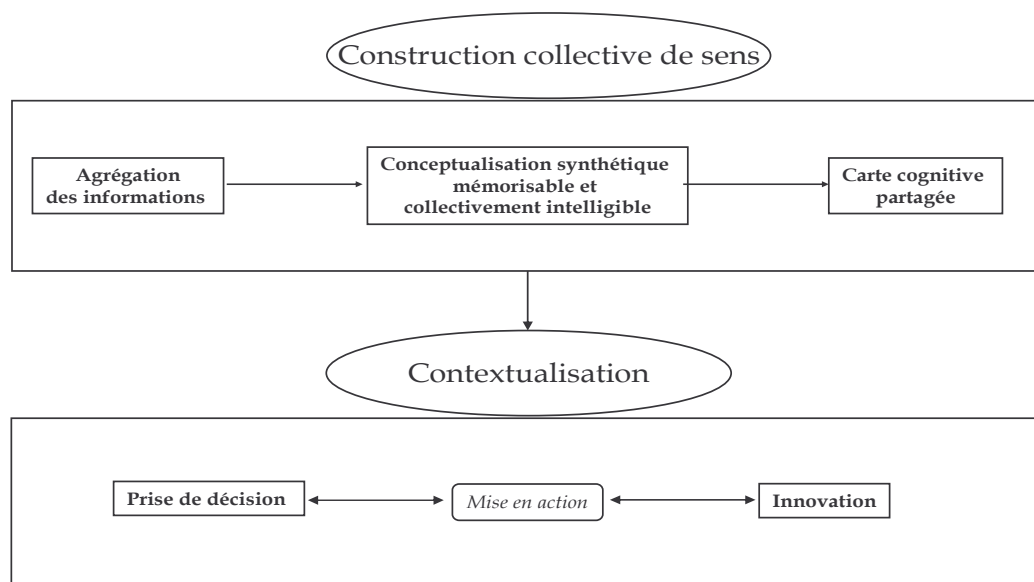 Construction collective de sens
Agrégation
des informations
Conceptualisation synthétique
mémorisable et
collectivement intelligible
Carte cognitive
partagée
Contextualisation
Prise de décision
Mise en action
Innovation